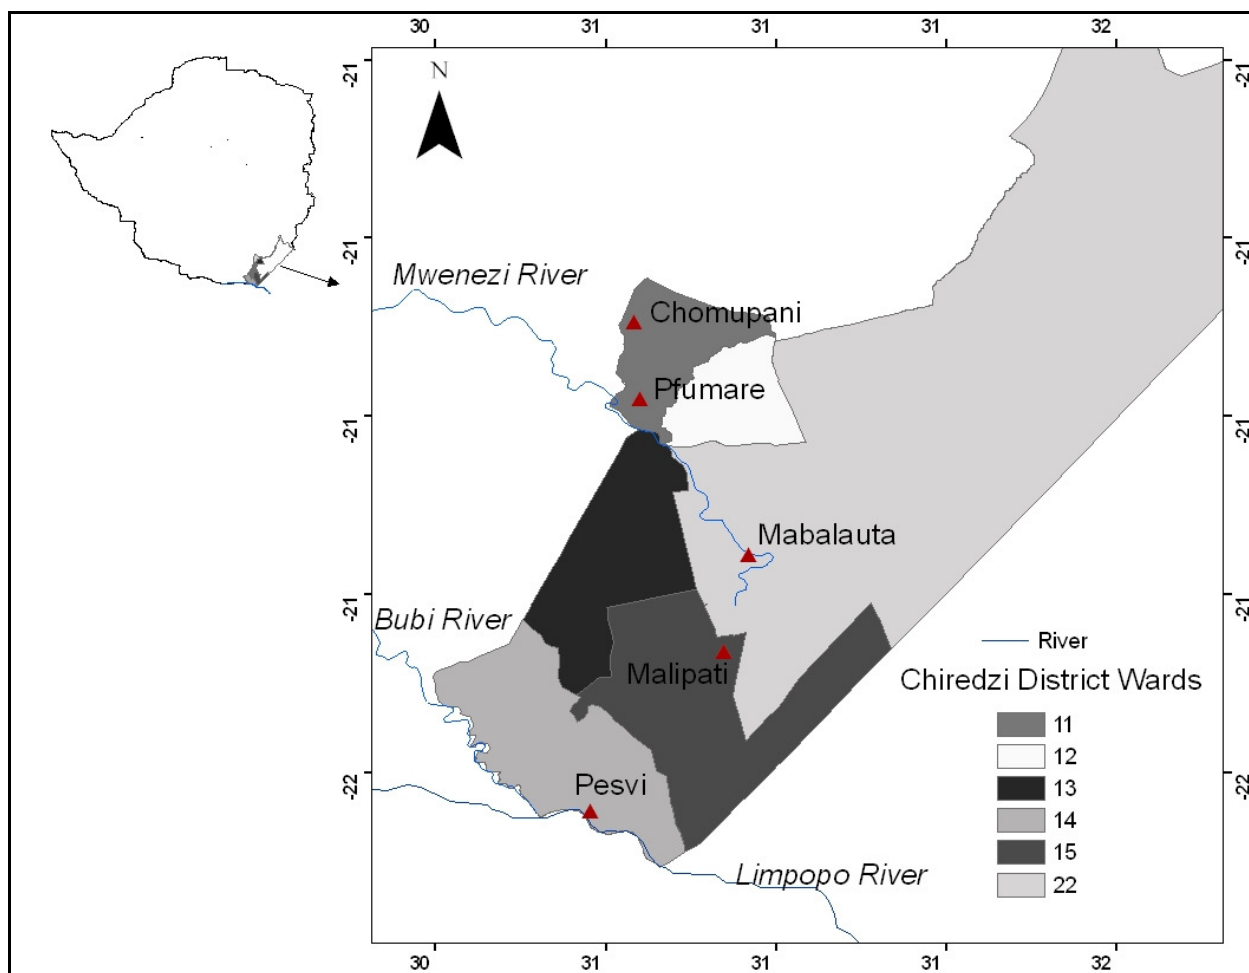 30 31 31 31 32
N
-21 -21
-21 -21
Mwenezi River
Chomupani
Pfumare
-21 -21
Mabalauta
-21 -21
Bubi River
River
Malipati
Chiredzi District Wards
11
12
-22 -22
Pesvi
13
14
15
Limpopo River
22
30 31 31 31 32